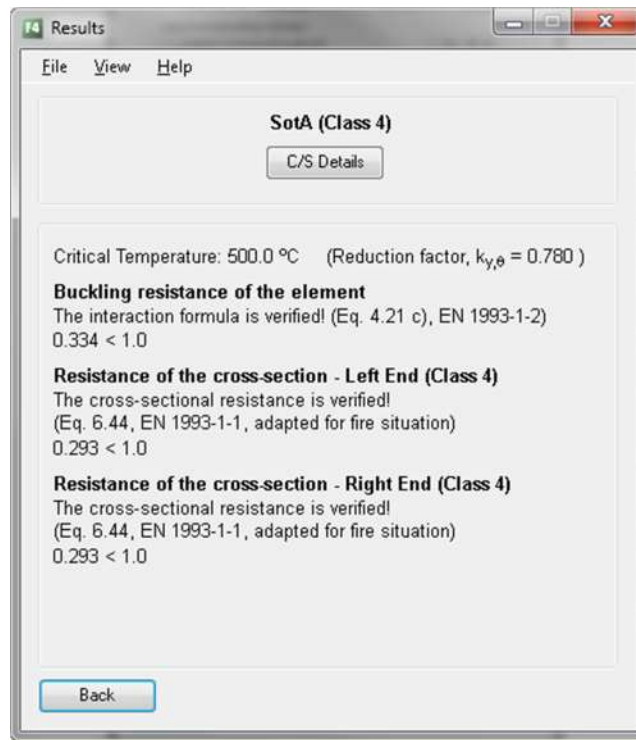 Results
File View Help
SotA (Class 4)
C/S Details
Critical Temperature: 500.0 ºC (Reduction factor, ky,θ = 0.780 )
Buckling resistance of the element
The interaction formula is verified! (Eq. 4.21 c), EN 1993-1-2)
0.334 < 1.0
Resistance of the cross-section - Left End (Class 4)
The cross-sectional resistance is verified!
(Eq. 6.44, EN 1993-1-1, adapted for fire situation)
0.293 < 1.0
Resistance of the cross-section - Right End (Class 4)
The cross-sectional resistance is verified!
(Eq. 6.44, EN 1993-1-1, adapted for fire situation)
0.293 < 1.0
Back